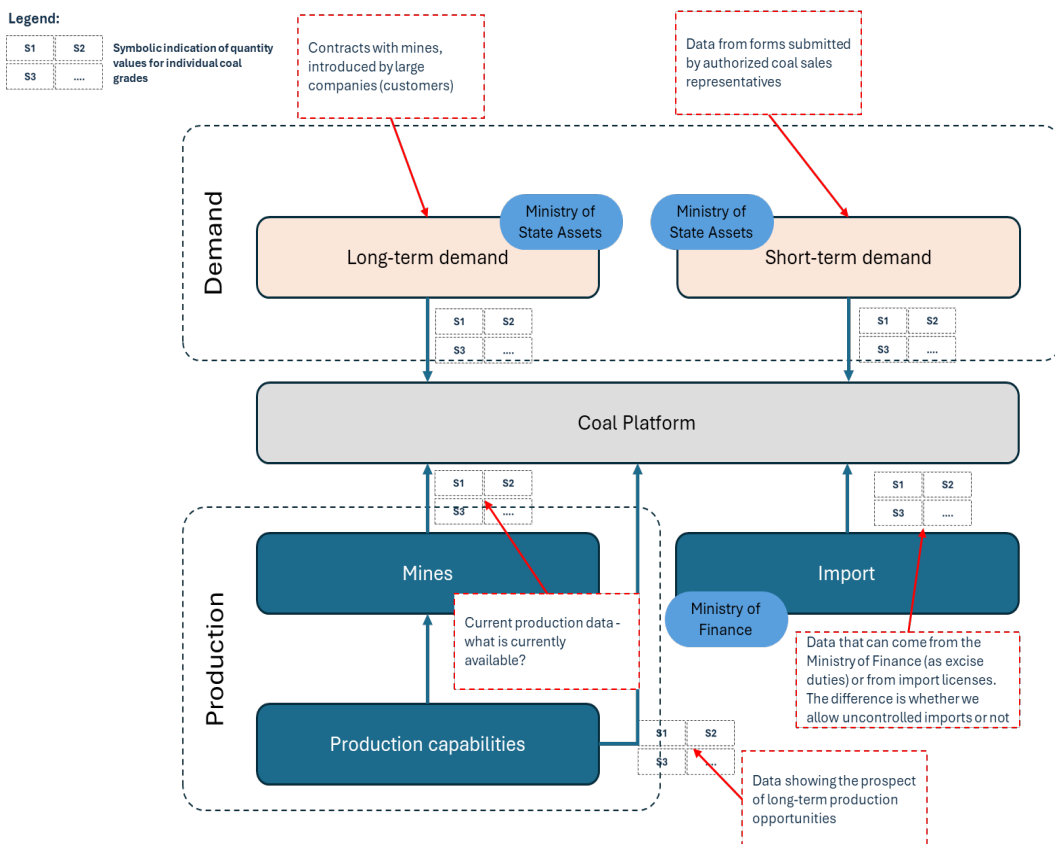 Legend:
S1 S2
S3 ....
Symbolic indication of quantity
values for individual coal
grades
Contracts with mines,
introduced by large
companies (customers)
Data from forms submitted
by authorized coal sales
representatives
Demand
Ministry of
State Assets
Long-term demand
Ministry of
State Assets
Short-term demand
S1 S2
S3 ....
S1 S2
S3 ....
Coal Platform
S1 S2
S3 ....
S1 S2
S3 ....
Production
Mines
Import
Ministry of
Finance
Current production data -
what is currently
available?
Data that can come from the
Ministry of Finance (as excise
duties) or from import licenses.
The difference is whether we
allow uncontrolled imports or not
Production capabilities
S1 S2
S3 ....
Data showing the prospect
of long-term production
opportunities